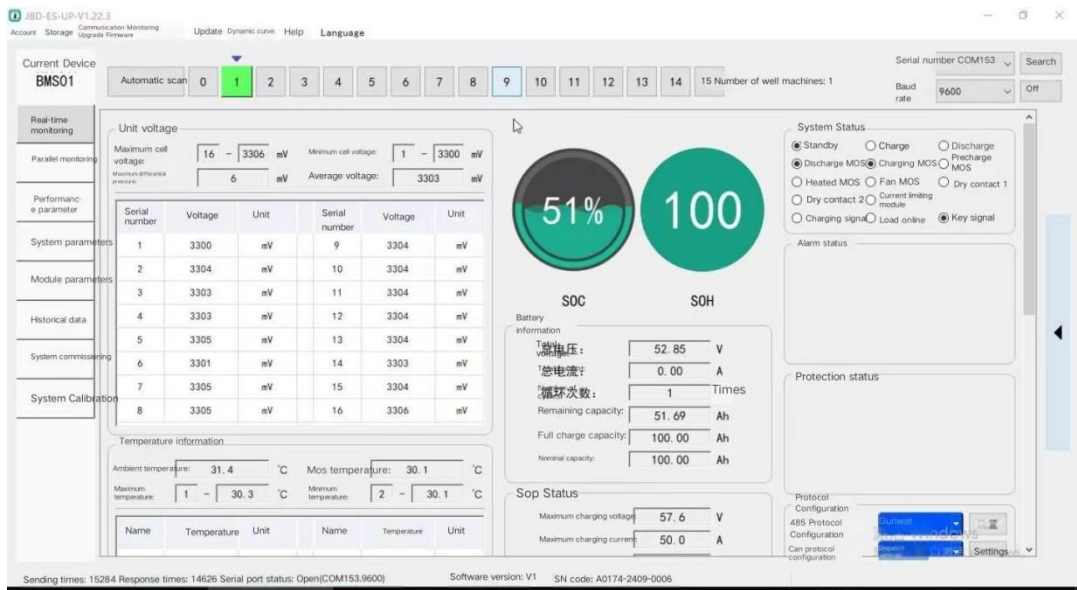 JBD-ES-UP-V1.22.3
Account Storage Communication Monitoring Upgrade Firmware Update Dynamic curve Help Language
Current Device
BMS01
Automatic scan 0 1 2 3 4 5 6 7 8 9 10 11 12 13 14 15 Number of well machines: 1
Serial number COM153 Search
Baud rate 9600 Off
Real-time monitoring
Parallel monitoring
Performanc-
e parameter
System parameters
Module parameters
Historical data
System commissioning
System Calibration
Unit voltage
Maximum cell voltage: 16 - 3306 mV Minimum cell voltage: 1 - 3300 mV
Maximum differential pressure: 6 mV Average voltage: 3303 mV
Serial number Voltage Unit Serial number Voltage Unit
1 3300 mV 9 3304 mV
2 3304 mV 10 3304 mV
3 3303 mV 11 3304 mV
4 3303 mV 12 3304 mV
5 3305 mV 13 3304 mV
6 3301 mV 14 3303 mV
7 3305 mV 15 3304 mV
8 3305 mV 16 3306 mV
Temperature information
Ambient temperature: 31.4 ℃ Mos temperature: 30.1 ℃
Maximum temperature: 1 - 30.3 ℃ Minimum temperature: 2 - 30.1 ℃
Name Temperature Unit Name Temperature Unit
51% 100
SOC SOH
Battery information
总电压: 52.85 V
总电流: 0.00 A
循环次数: 1 Times
Remaining capacity: 51.69 Ah
Full charge capacity: 100.00 Ah
Nominal capacity: 100.00 Ah
Sop Status
Maximum charging voltage 57.6 V
Maximum charging current 50.0 A
System Status
Standby Charge Discharge
Discharge MOS Charging MOS Precharge MOS
Heated MOS Fan MOS Dry contact 1
Dry contact 2 Current limiting module
Charging signal Load online Key signal
Alarm status
Protection status
Protocol Configuration
485 Protocol Configuration Guriwat
Can protocol configuration Settings
Sending times: 15284 Response times: 14626 Serial port status: Open(COM153.9600) Software version: V1 SN code: A0174-2409-0006